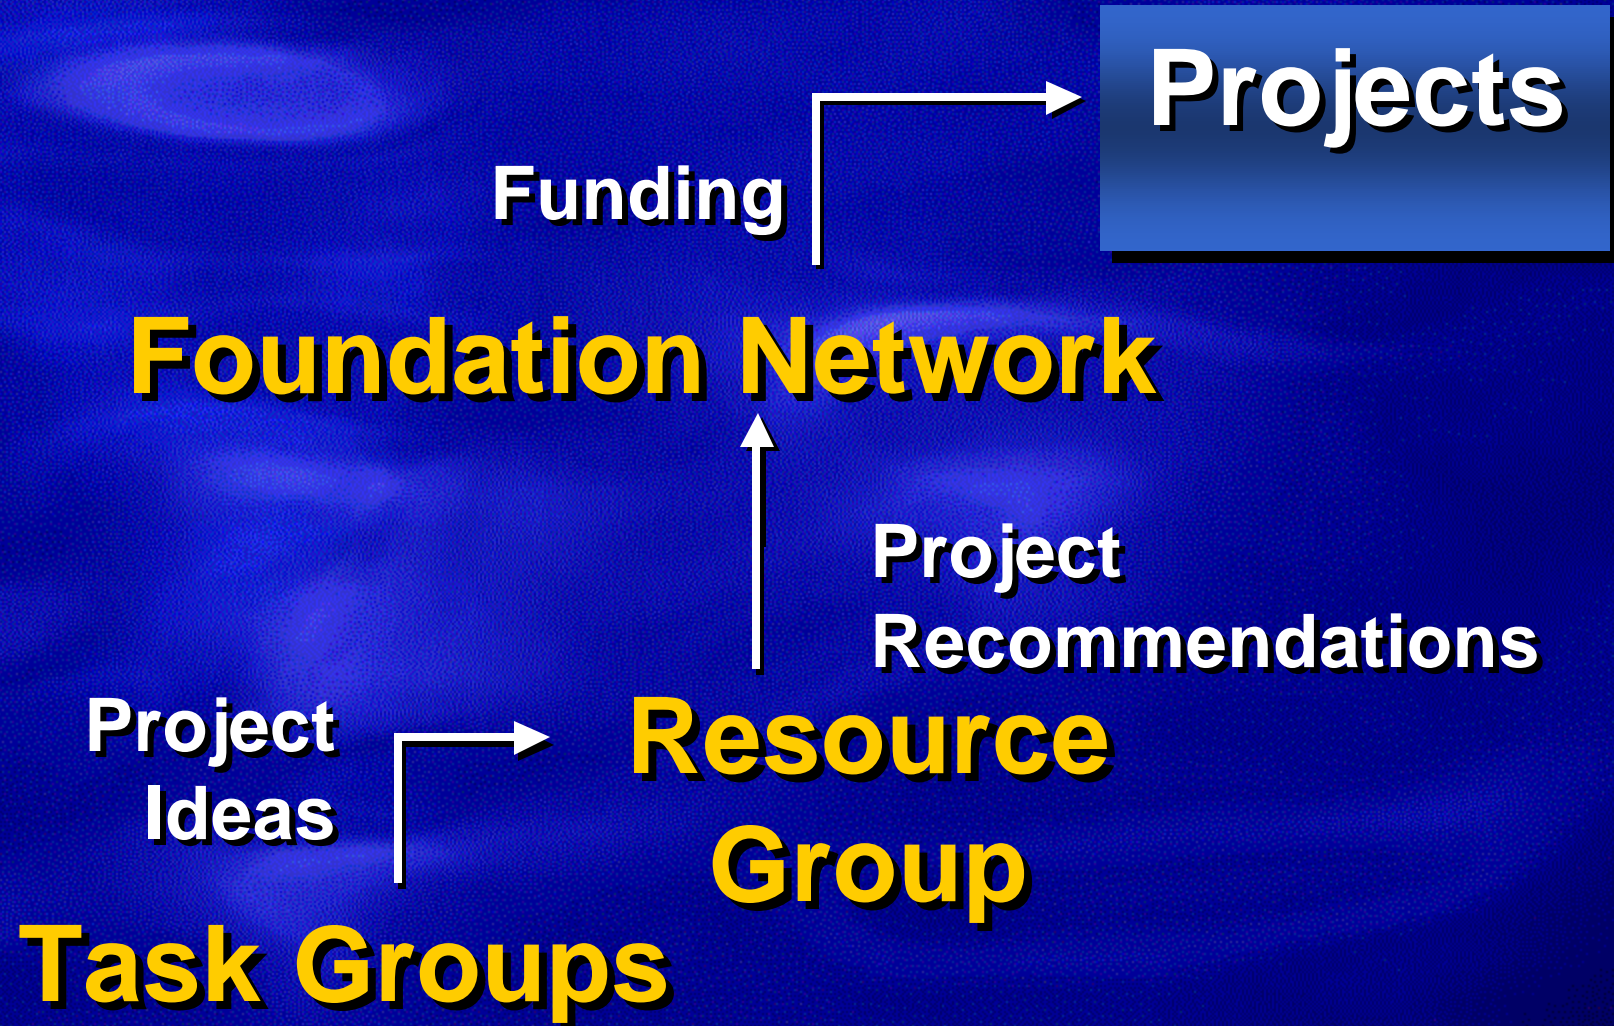 Projects
Funding
Foundation Network
Project
Recommendations
Project
Ideas
Resource
Group
Task Groups